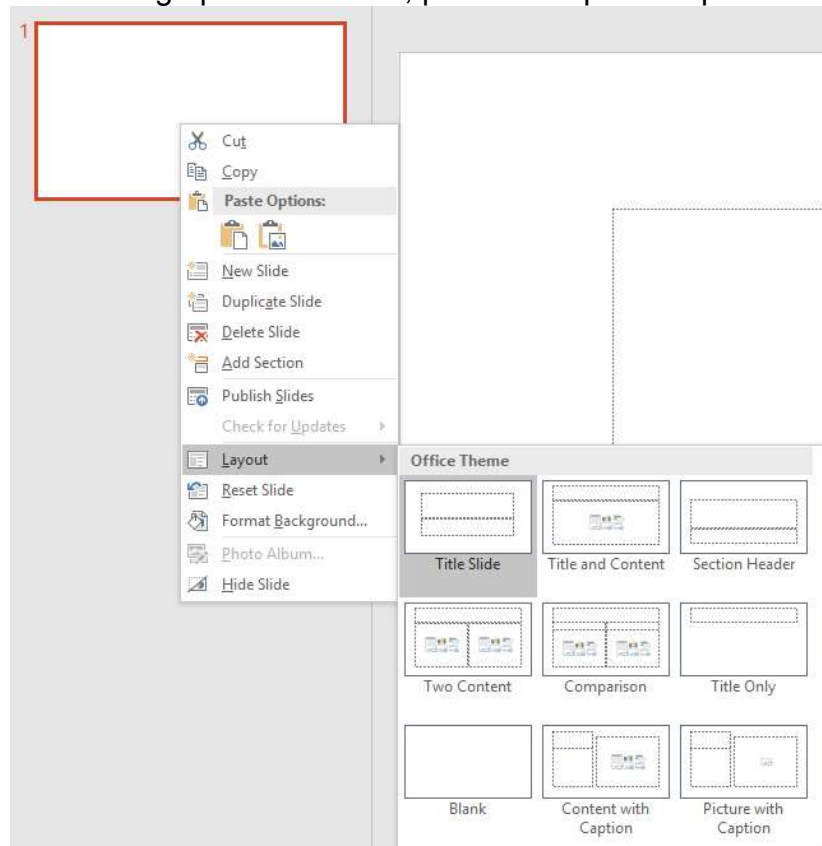 1
Cut
Copy
Paste Options:
New Slide
Duplicate Slide
Delete Slide
Add Section
Publish Slides
Check for Updates
Layout
Reset Slide
Format Background...
Photo Album...
Hide Slide
Office Theme
Title Slide
Title and Content
Section Header
Two Content
Comparison
Title Only
Blank
Content with
Caption
Picture with
Caption